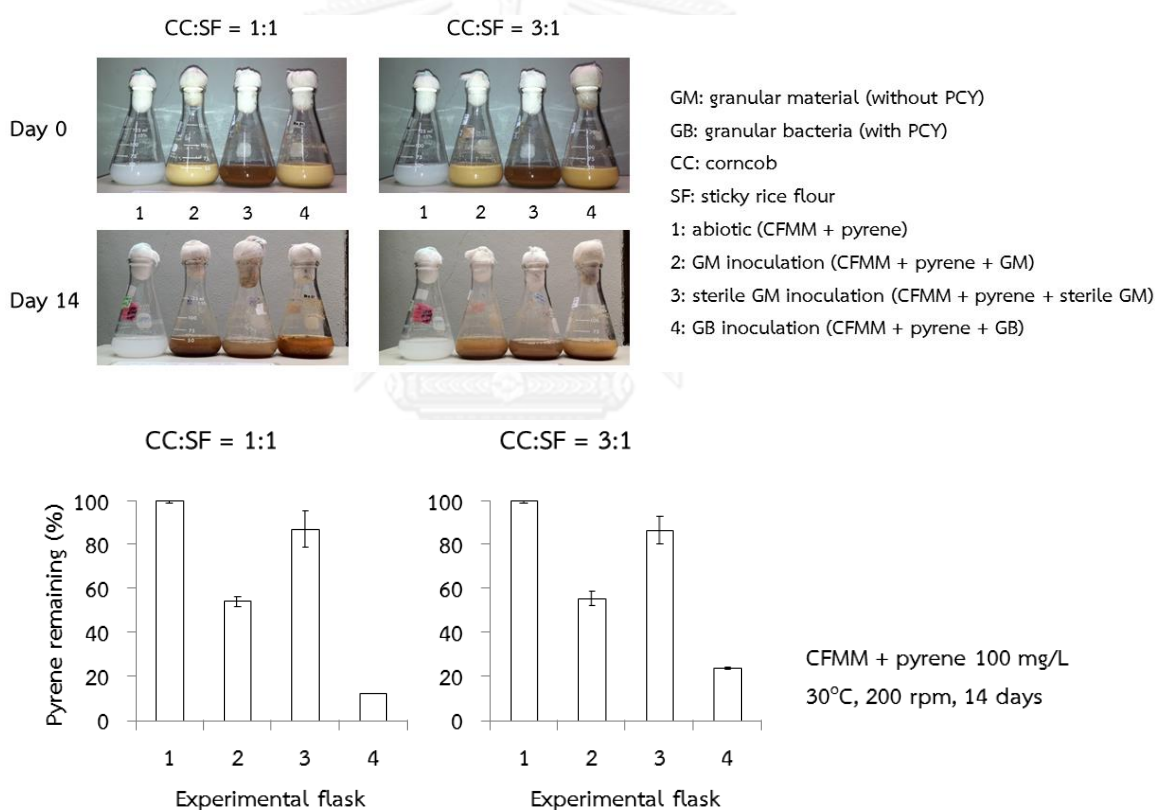 CC:SF = 1:1
CC:SF = 3:1
Day 0
1 2 3 4
1 2 3 4
Day 14
GM: granular material (without PCY)
GB: granular bacteria (with PCY)
CC: corncob
SF: sticky rice flour
1: abiotic (CFMM + pyrene)
2: GM inoculation (CFMM + pyrene + GM)
3: sterile GM inoculation (CFMM + pyrene + sterile GM)
4: GB inoculation (CFMM + pyrene + GB)
CC:SF = 1:1
Pyrene remaining (%)
100
80
60
40
20
0
1 2 3 4
Experimental flask
CC:SF = 3:1
100
80
60
40
20
0
1 2 3 4
Experimental flask
CFMM + pyrene 100 mg/L
30°C, 200 rpm, 14 days